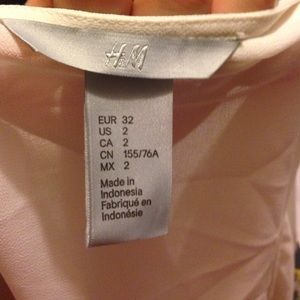 H&M
EUR 32
US 2
CA 2
CN 155/76A
MX 2
Made in
Indonesia
Fabriqué en
Indonésie